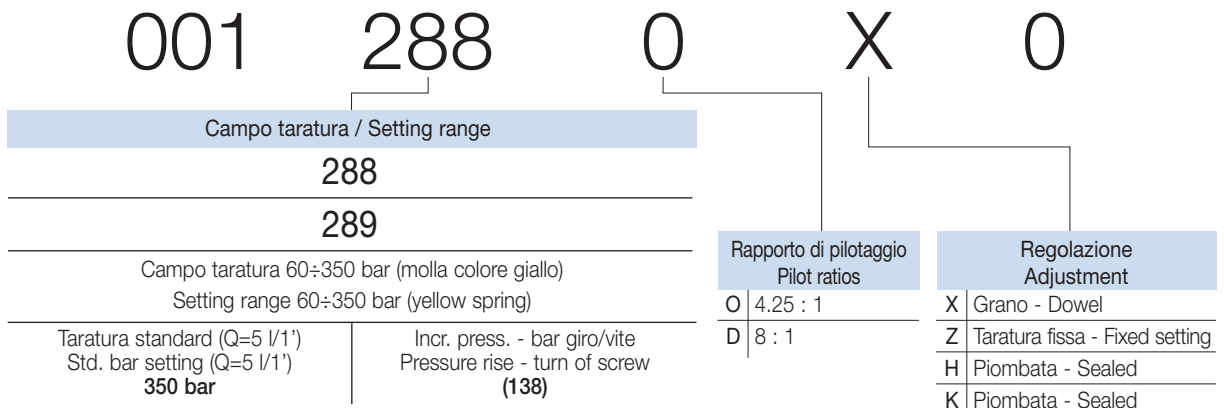 001 288 0 X 0
Campo taratura / Setting range
288
289
Campo taratura 60÷350 bar (molla colore giallo)
Setting range 60÷350 bar (yellow spring)
Taratura standard (Q=5 l/1')
Std. bar setting (Q=5 l/1')
350 bar
Incr. press. - bar giro/vite
Pressure rise - turn of screw
(138)
Rapporto di pilotaggio
Pilot ratios
O 4.25 : 1
D 8 : 1
Regolazione
Adjustment
X Grano - Dowel
Z Taratura fissa - Fixed setting
H Piombata - Sealed
K Piombata - Sealed